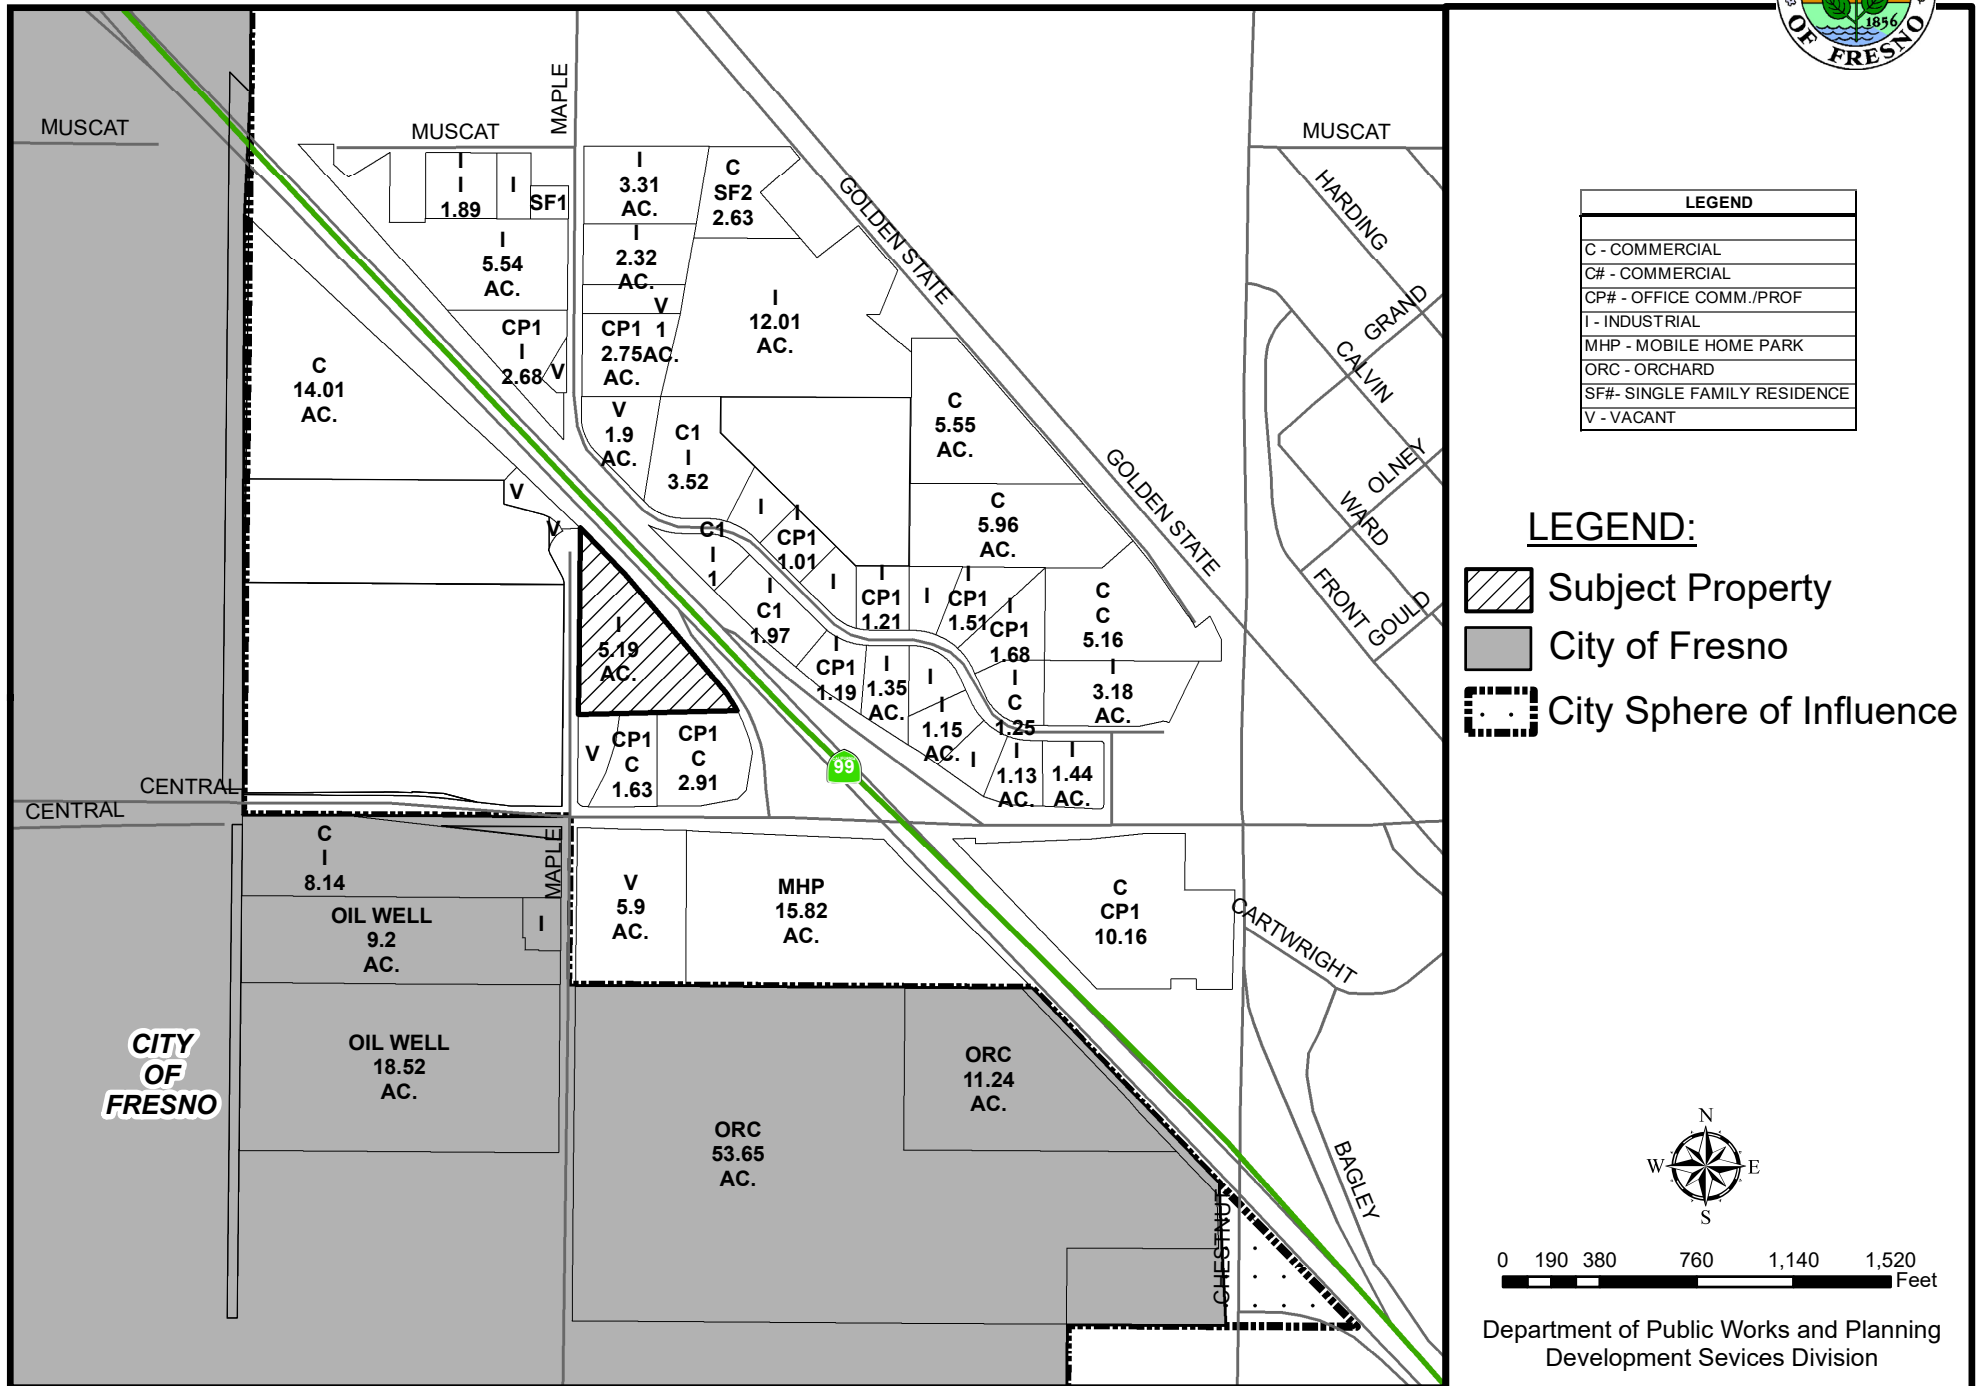 1856
OF FRESNO
MUSCAT
MUSCAT
MAPLE
MUSCAT
HARDING
GRAND
CALVIN
OLNEY
WARD
FRONT
GOULD
GOLDEN STATE
GOLDEN STATE
I
I
1.89
I
SF1
I
5.54
AC.
CP1
I
2.68
V
I
3.31
AC.
C
SF2
2.63
I
2.32
AC.
V
1
AC.
CP1
2.75
AC.
I
12.01
AC.
C
14.01
AC.
V
1.9
AC.
C1
I
3.52
C
5.55
AC.
C
5.96
AC.
V
V
I
I
CP1
1.01
C1
I
1
I
I
C1
1.97
I
CP1
1.21
I
I
CP1
1.51
I
CP1
1.68
C
C
5.16
I
5.19
AC.
I
CP1
1.19
I
1.35
AC.
I
I
1.15
AC.
I
C
1.25
I
3.18
AC.
I
I
1.13
AC.
I
1.44
AC.
V
CP1
C
1.63
CP1
C
2.91
99
CENTRAL
CENTRAL
C
I
8.14
MAPLE
OIL WELL
9.2
AC.
I
V
5.9
AC.
MHP
15.82
AC.
C
CP1
10.16
CARTWRIGHT
CITY
OF
FRESNO
OIL WELL
18.52
AC.
ORC
53.65
AC.
ORC
11.24
AC.
CHESTNUT
BAGLEY
LEGEND
C - COMMERCIAL
C# - COMMERCIAL
CP# - OFFICE COMM./PROF
I - INDUSTRIAL
MHP - MOBILE HOME PARK
ORC - ORCHARD
SF#- SINGLE FAMILY RESIDENCE
V - VACANT
LEGEND:
Subject Property
City of Fresno
City Sphere of Influence
N
W E
S
0 190 380 760 1,140 1,520
Feet
Department of Public Works and Planning
Development Sevices Division